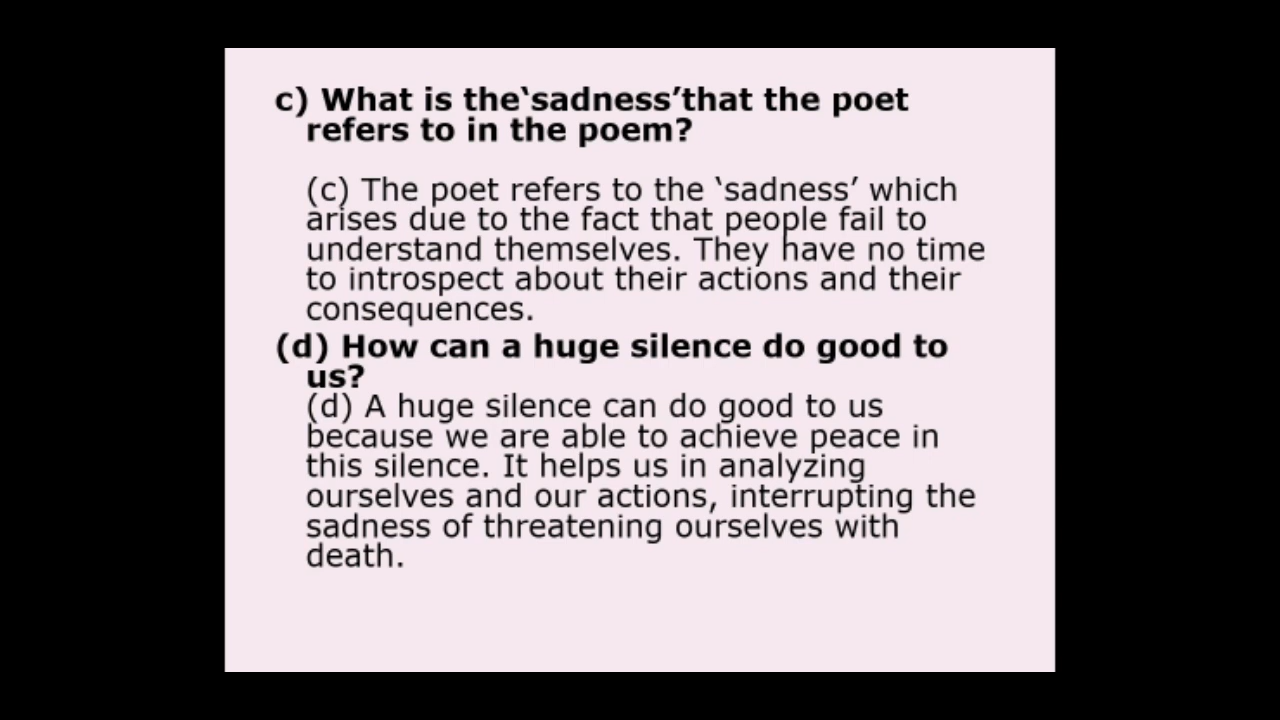 c) What is the‘sadness’that the poet
refers to in the poem?
(c) The poet refers to the ‘sadness’ which
arises due to the fact that people fail to
understand themselves. They have no time
to introspect about their actions and their
consequences.
(d) How can a huge silence do good to
us?
(d) A huge silence can do good to us
because we are able to achieve peace in
this silence. It helps us in analyzing
ourselves and our actions, interrupting the
sadness of threatening ourselves with
death.